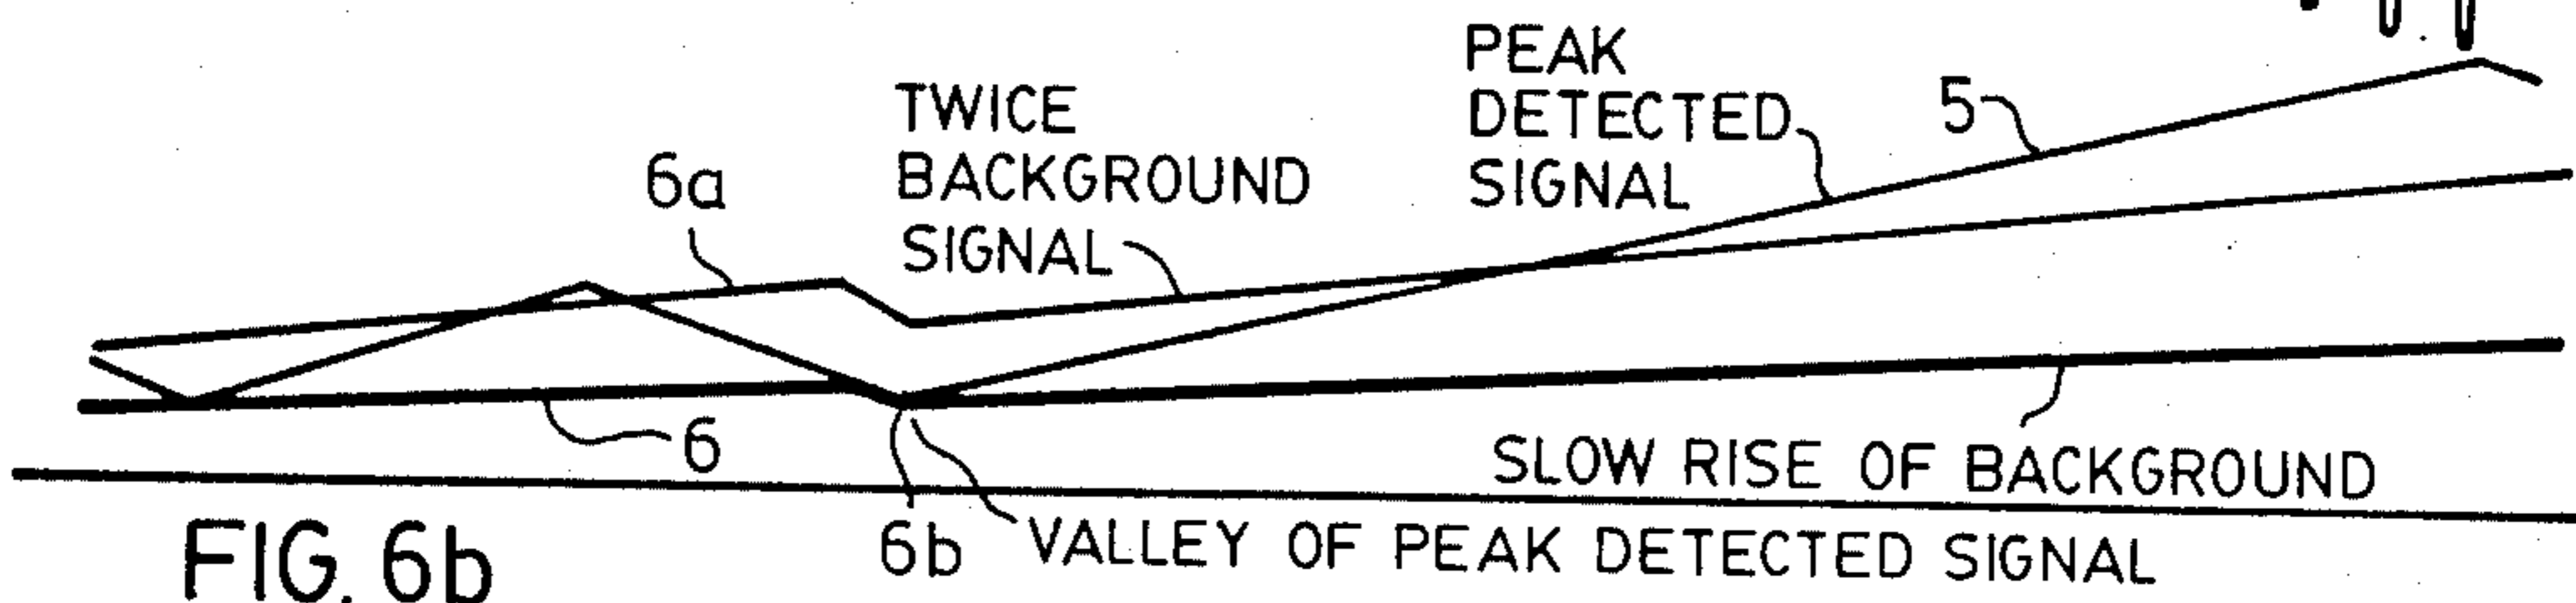 PEAK
DETECTED
SIGNAL
5
TWICE
BACKGROUND
SIGNAL
6a
6
SLOW RISE OF BACKGROUND
6b
VALLEY OF PEAK DETECTED SIGNAL
FIG. 6b